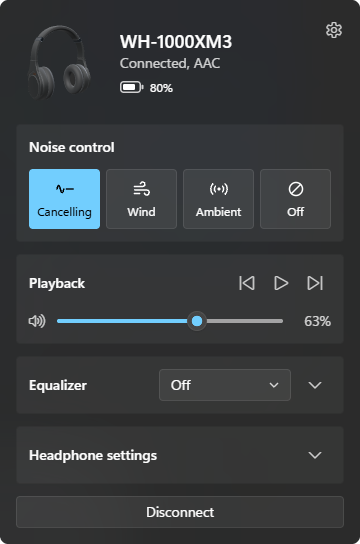 WH-1000XM3
Connected, AAC
80%
Noise control
Cancelling Wind Ambient Off
Playback
63%
Equalizer Off
Headphone settings
Disconnect